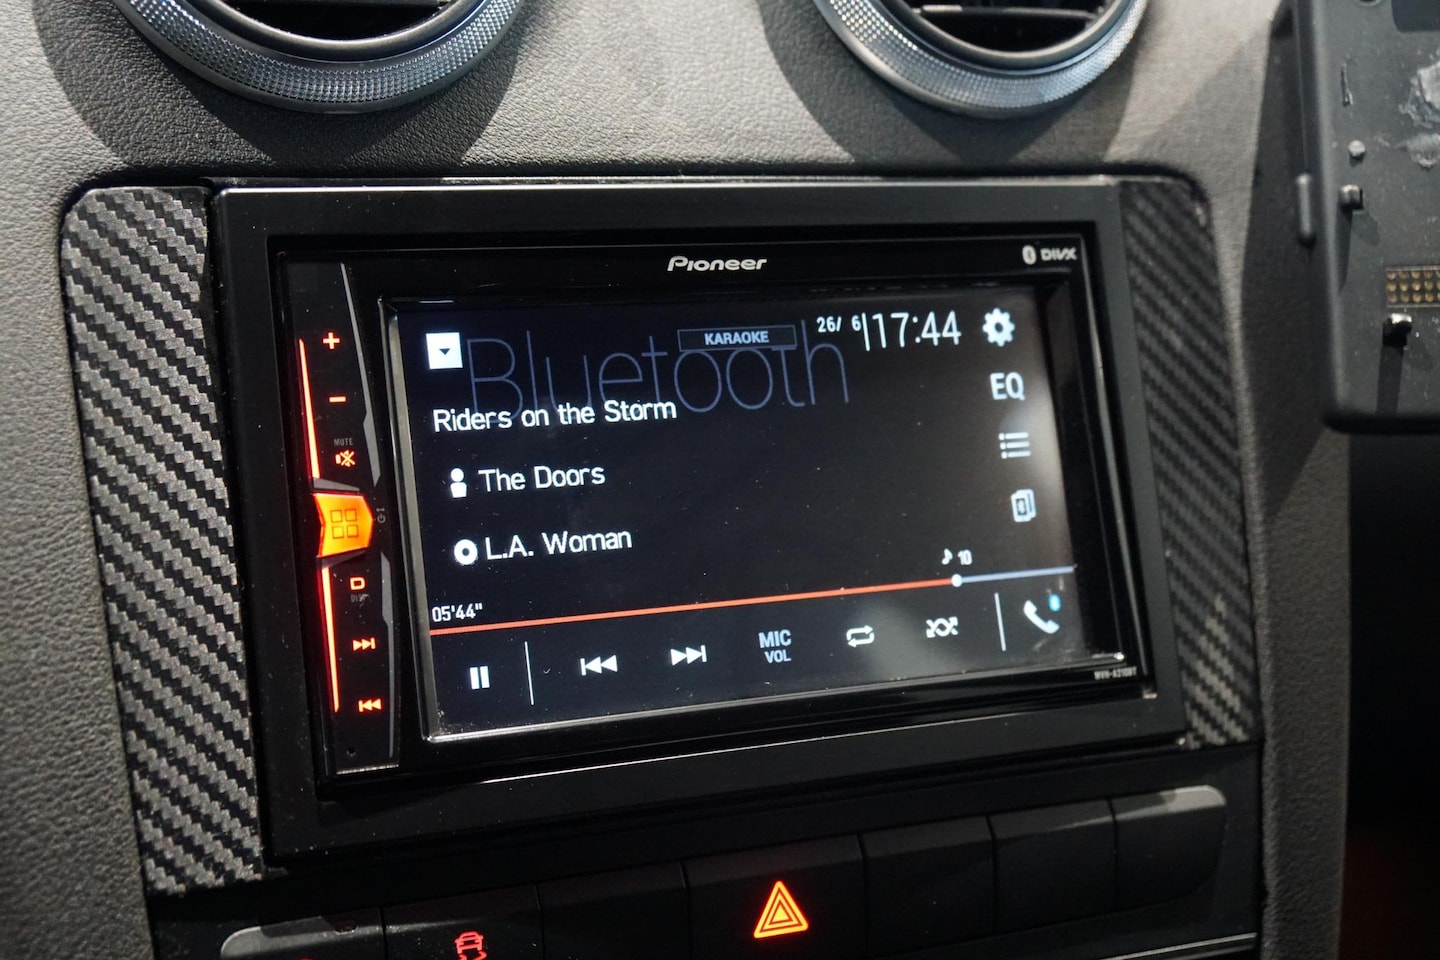 Pioneer
DIVX
Bluetooth
KARAOKE
26/ 6
17:44
Riders on the Storm
EQ
The Doors
L.A. Woman
10
05'44"
MIC
VOL
MUTE